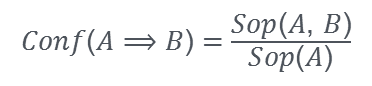 Conf(A ⟹ B) = Sop(A, B) / Sop(A)